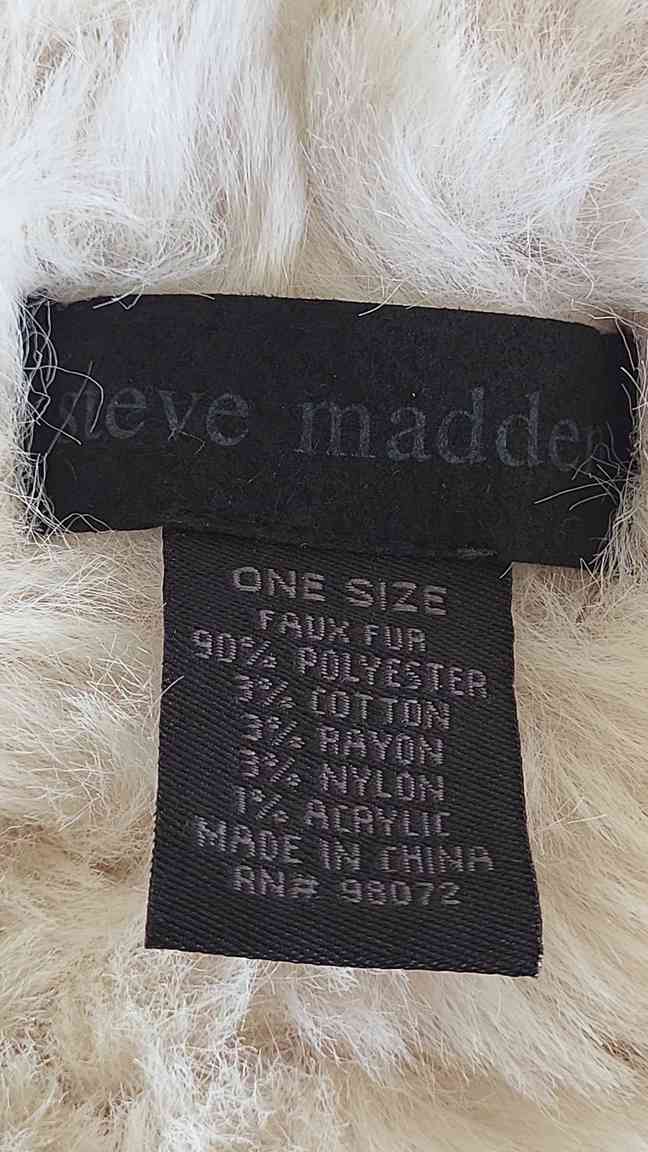 steve madden
ONE SIZE
FAUX FUR
90% POLYESTER
3% COTTON
3% RAYON
3% NYLON
1% ACRYLIC
MADE IN CHINA
RN# 98072